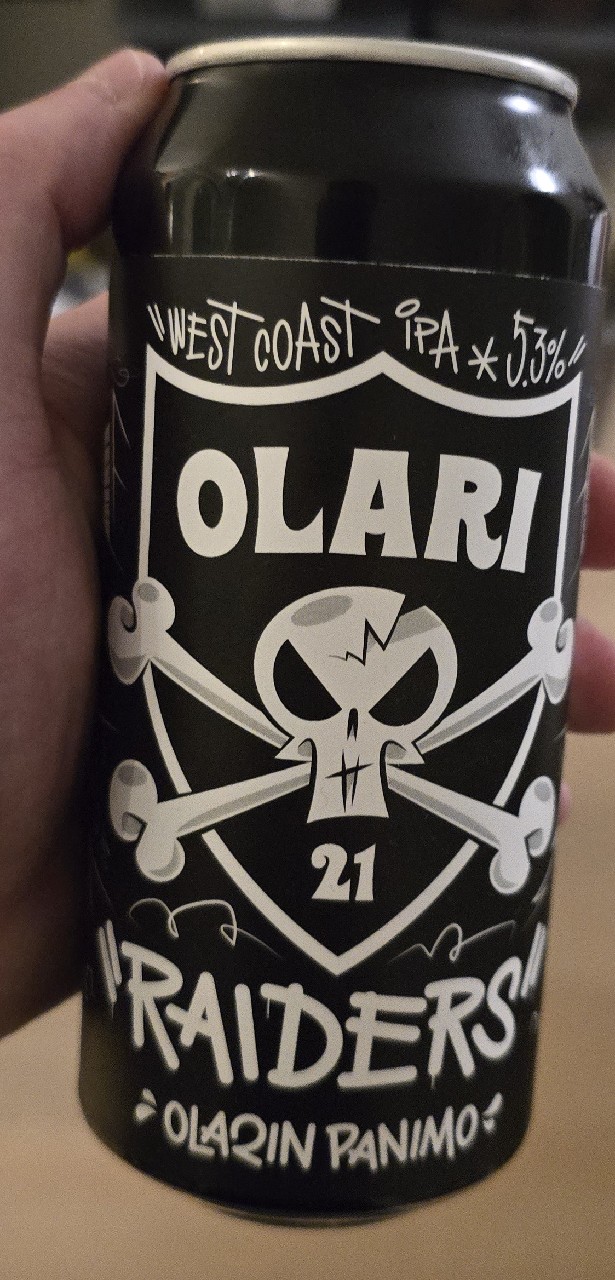 "WEST COAST iPA * 5.3%"
OLARI
21
"RAIDERS"
OLARIN PANIMO